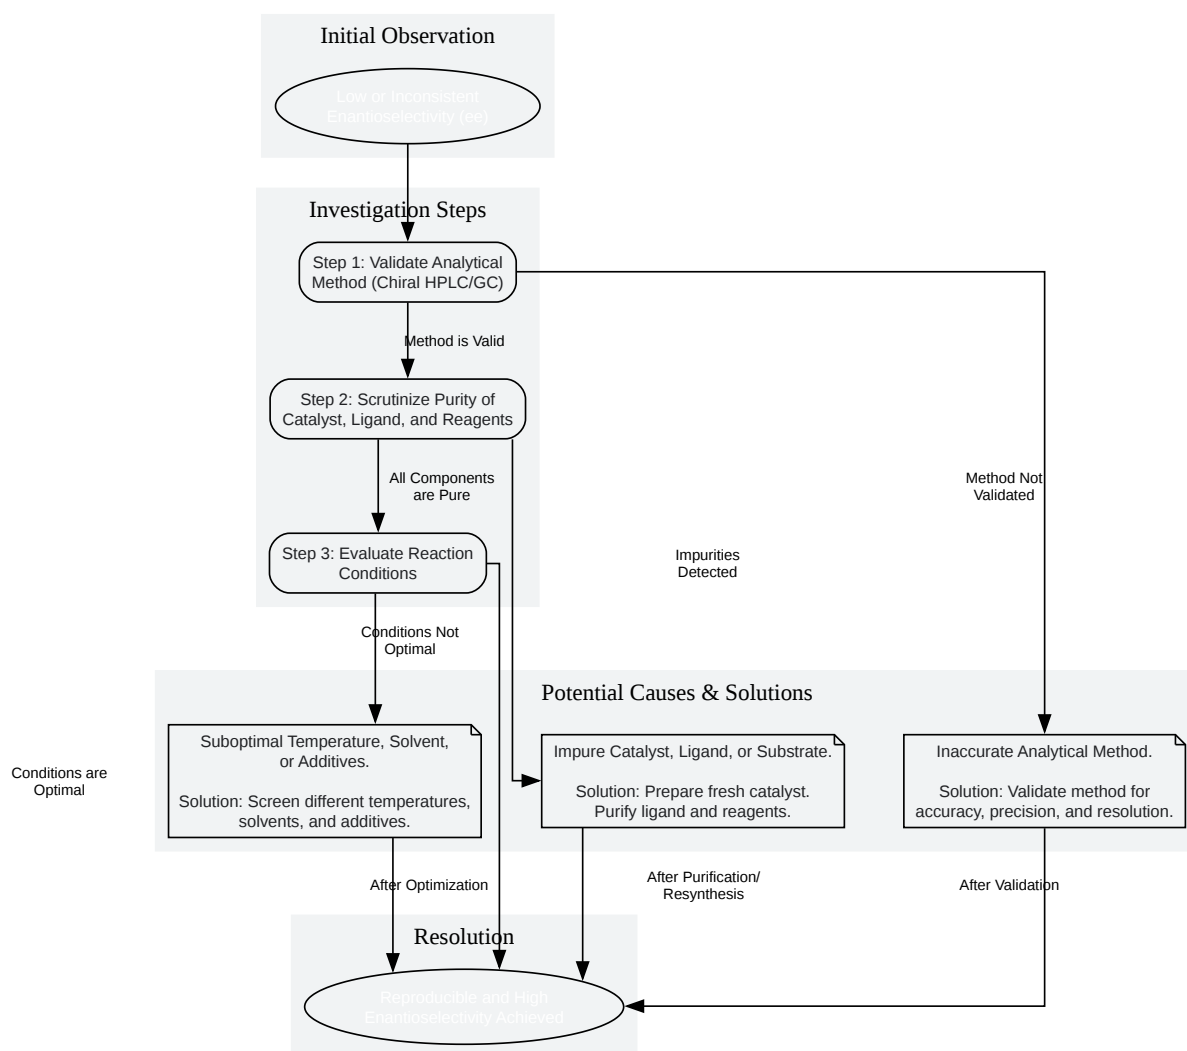 Initial Observation
Low or Inconsistent
Enantioselectivity (ee)
Investigation Steps
Step 1: Validate Analytical
Method (Chiral HPLC/GC)
Method is Valid
Step 2: Scrutinize Purity of
Catalyst, Ligand, and Reagents
All Components
are Pure
Method Not
Validated
Step 3: Evaluate Reaction
Conditions
Impurities
Detected
Conditions Not
Optimal
Potential Causes & Solutions
Conditions are
Optimal
Suboptimal Temperature, Solvent,
or Additives.
Solution: Screen different temperatures,
solvents, and additives.
Impure Catalyst, Ligand, or Substrate.
Solution: Prepare fresh catalyst.
Purify ligand and reagents.
Inaccurate Analytical Method.
Solution: Validate method for
accuracy, precision, and resolution.
After Optimization
After Purification/
Resynthesis
After Validation
Resolution
Reproducible and High
Enantioselectivity Achieved